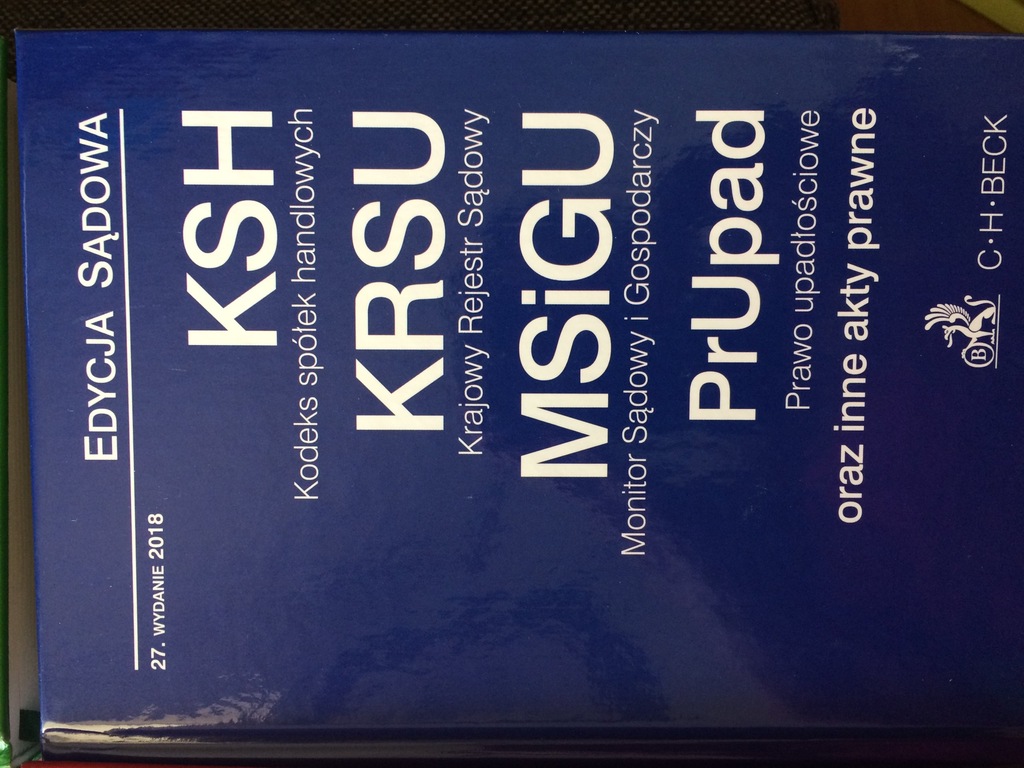 EDYCJA SĄDOWA
27. WYDANIE 2018
KSH
Kodeks spółek handlowych
KRSU
Krajowy Rejestr Sądowy
MSiGU
Monitor Sądowy i Gospodarczy
PrUpad
Prawo upadłościowe
oraz inne akty prawne
B
C·H·BECK